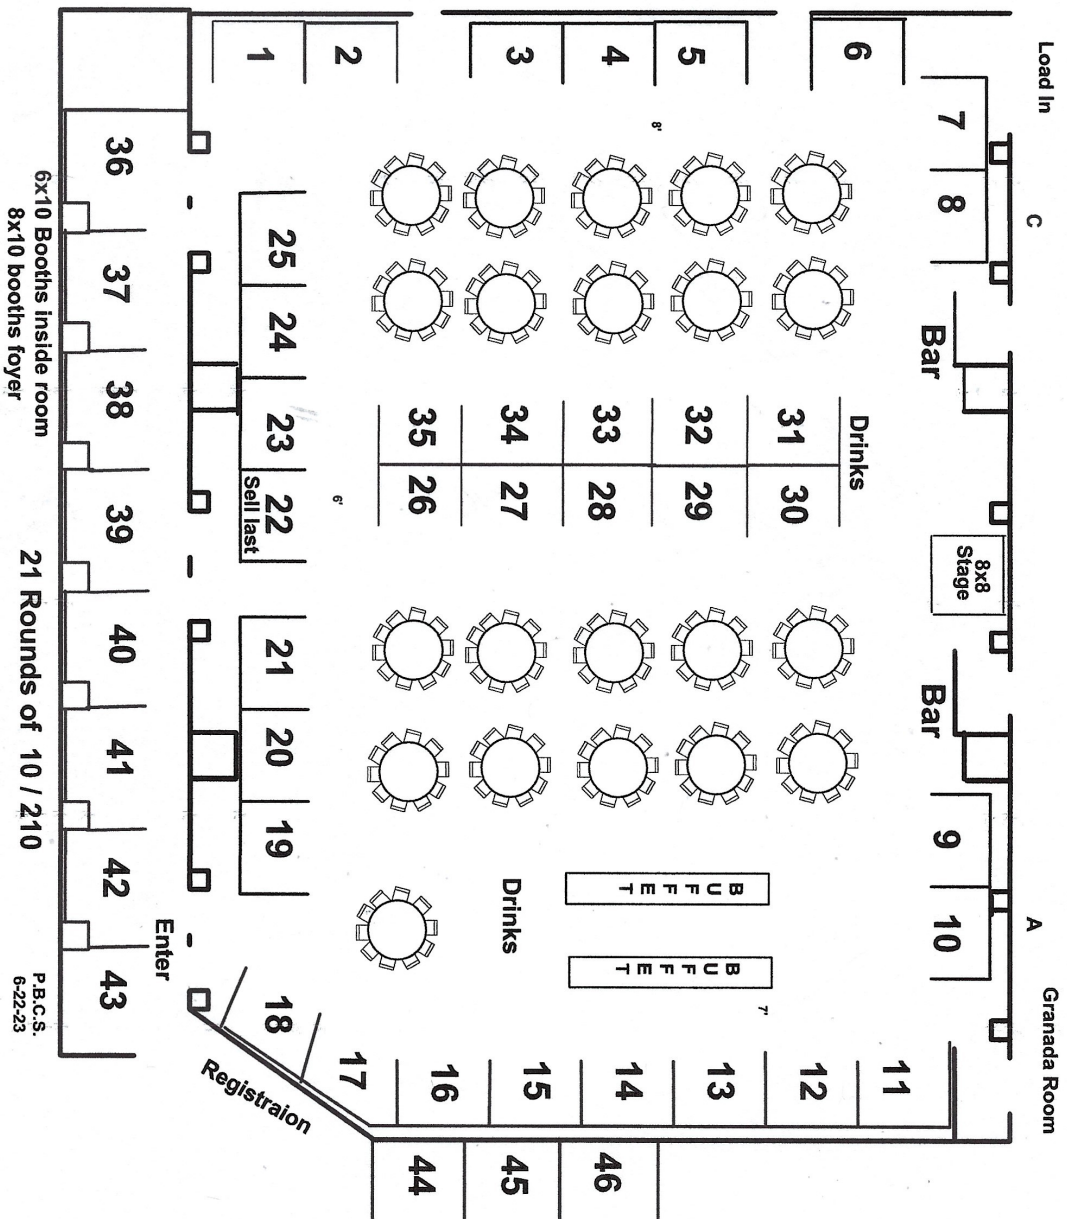 Load In
C
A
Granada Room
7
8
Bar
8x8
Stage
Bar
9
10
6
Drinks
11
31
30
12
7'
5
32
29
13
8'
4
33
28
BUFFET
BUFFET
14
46
3
34
27
Drinks
15
45
35
26
16
44
2
6'
17
1
25
24
23
22
Sell last
21
20
19
18
Registraion
Enter
36
37
38
39
40
41
42
43
6x10 Booths inside room
8x10 booths foyer
21 Rounds of 10 / 210
P.B.C.S.
6-22-23